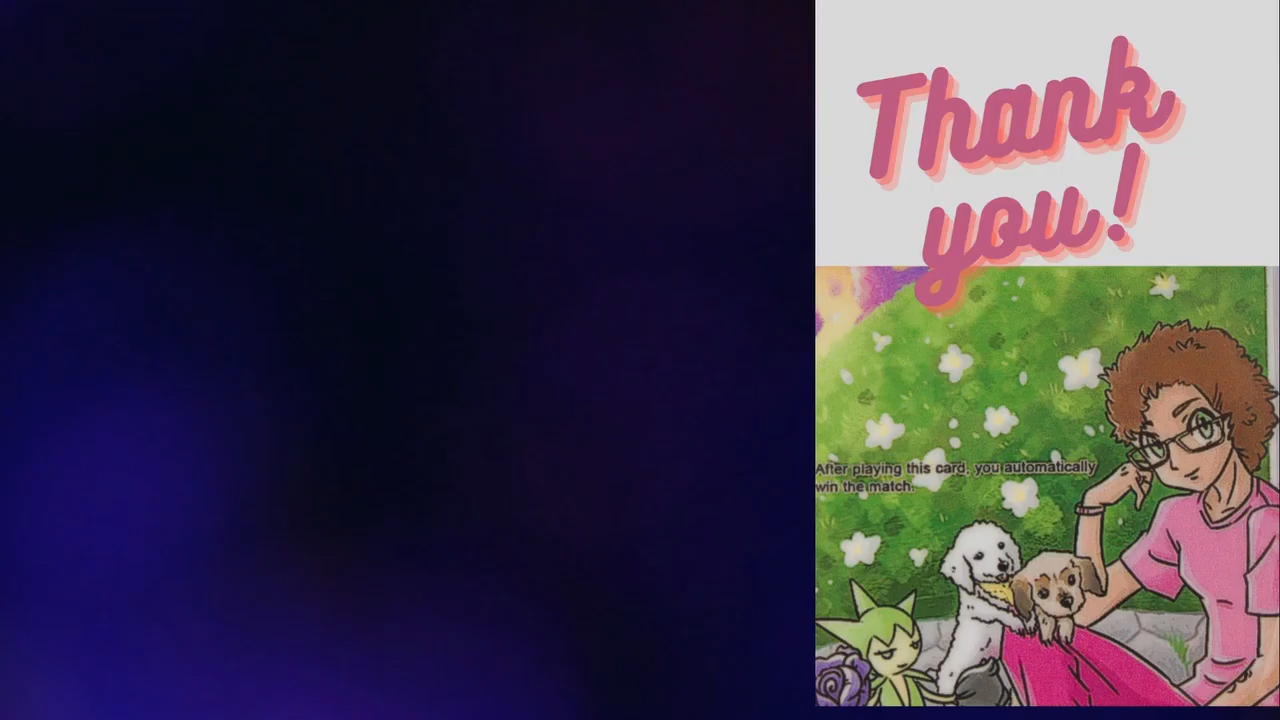 Thank
you!
After playing this card, you automatically
win the match.